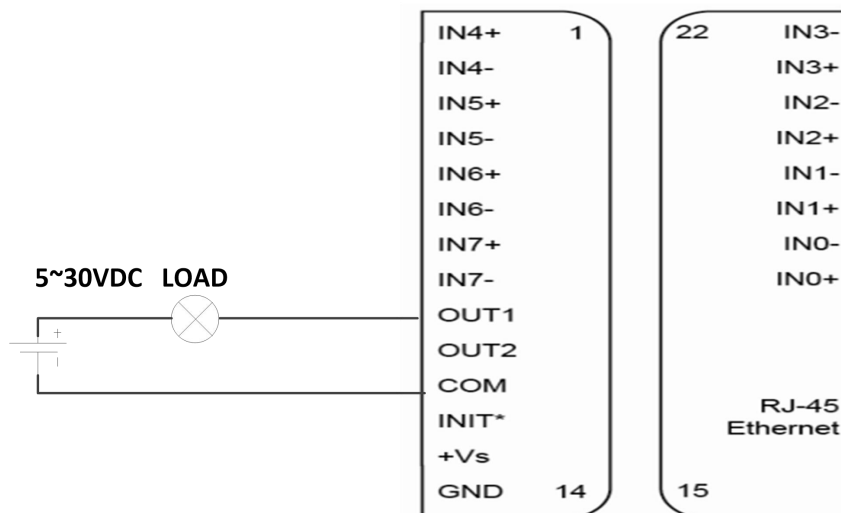 IN4+ 1
IN4-
IN5+
IN5-
IN6+
IN6-
IN7+
IN7-
OUT1
OUT2
COM
INIT*
+Vs
GND 14
5~30VDC LOAD
+
-
22 IN3-
IN3+
IN2-
IN2+
IN1-
IN1+
IN0-
IN0+
RJ-45
Ethernet
15